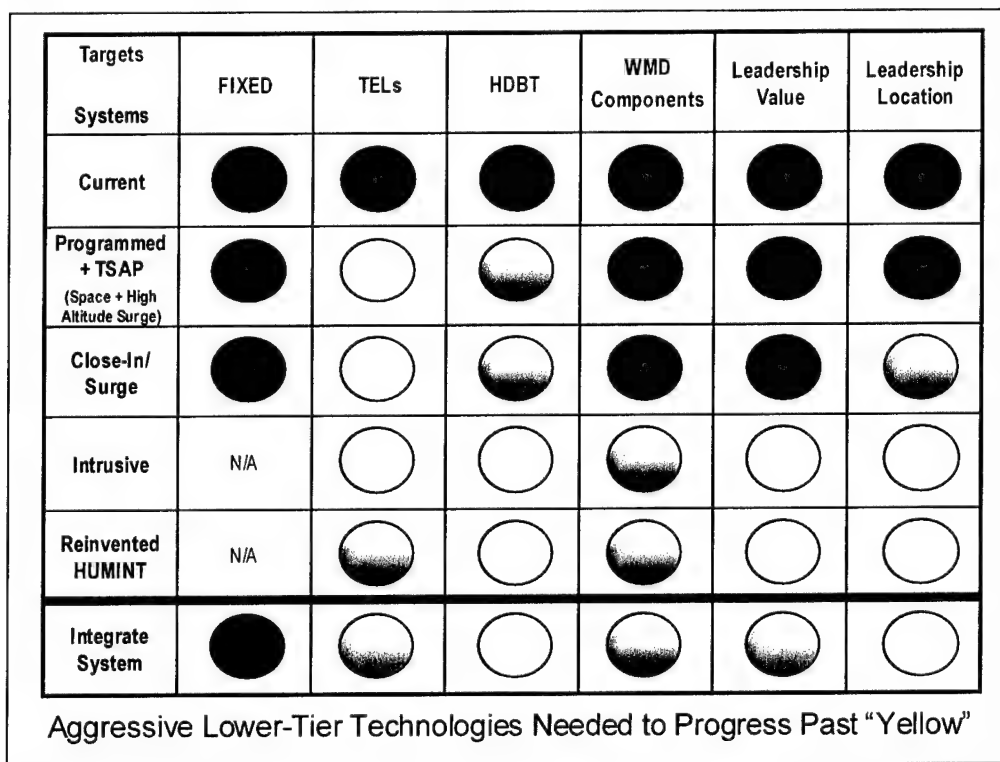 Targets
Systems
FIXED
TELs
HDBT
WMD
Components
Leadership
Value
Leadership
Location
Current
Programmed
+ TSAP
(Space + High
Altitude Surge)
Close-In/
Surge
Intrusive
N/A
Reinvented
HUMINT
N/A
Integrate
System
Aggressive Lower-Tier Technologies Needed to Progress Past “Yellow”